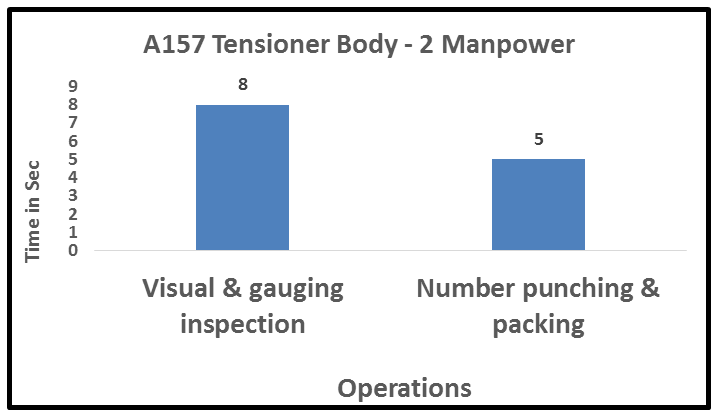 A157 Tensioner Body - 2 Manpower
Time in Sec
9
8
7
6
5
4
3
2
1
0
8
5
Visual & gauging
inspection
Number punching &
packing
Operations